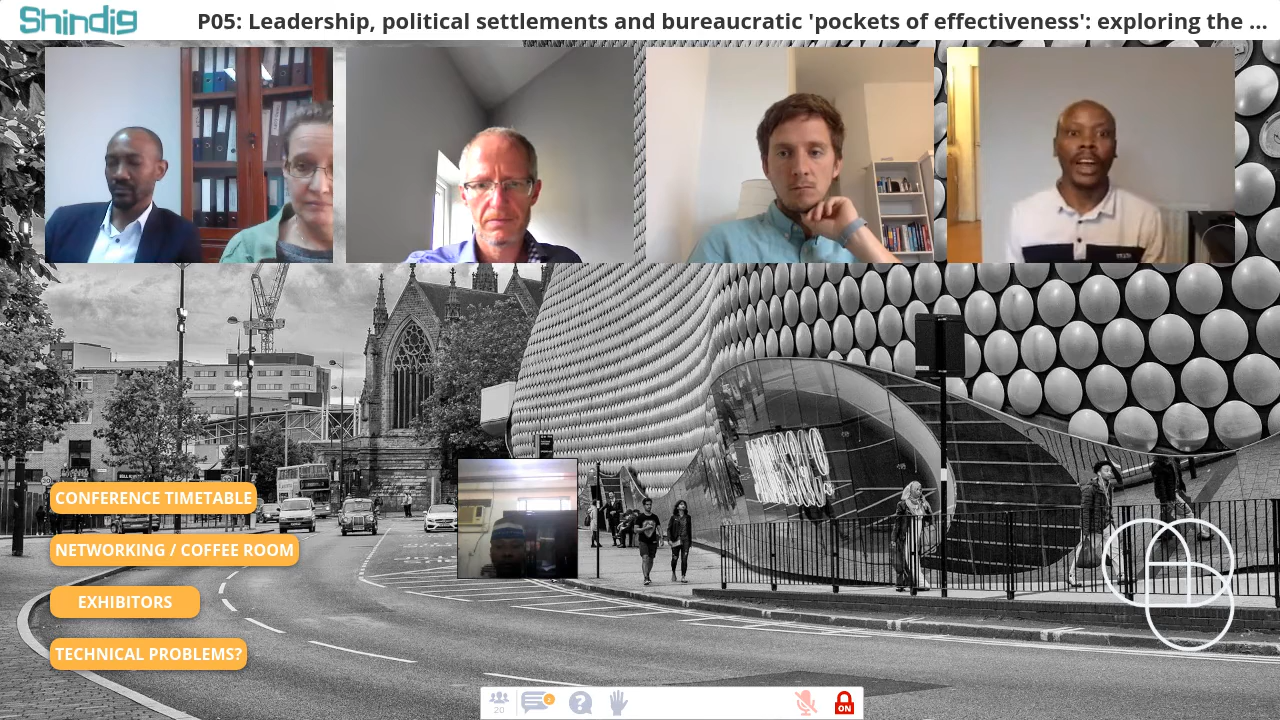 Shindig
P05: Leadership, political settlements and bureaucratic 'pockets of effectiveness': exploring the ...
CONFERENCE TIMETABLE
NETWORKING / COFFEE ROOM
EXHIBITORS
TECHNICAL PROBLEMS?
20
ON